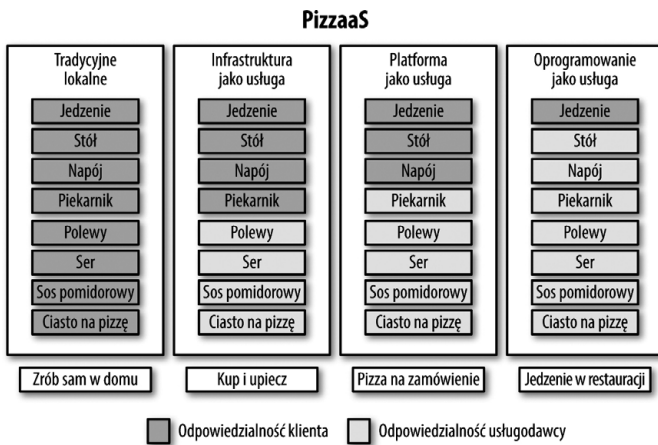 PizzaaS
Tradycyjne
lokalne
Jedzenie
Stół
Napój
Piekarnik
Polewy
Ser
Sos pomidorowy
Ciasto na pizzę
Zrób sam w domu
Infrastruktura
jako usługa
Jedzenie
Stół
Napój
Piekarnik
Polewy
Ser
Sos pomidorowy
Ciasto na pizzę
Kup i upiecz
Platforma
jako usługa
Jedzenie
Stół
Napój
Piekarnik
Polewy
Ser
Sos pomidorowy
Ciasto na pizzę
Pizza na zamówienie
Oprogramowanie
jako usługa
Jedzenie
Stół
Napój
Piekarnik
Polewy
Ser
Sos pomidorowy
Ciasto na pizzę
Jedzenie w restauracji
Odpowiedzialność klienta
Odpowiedzialność usługodawcy